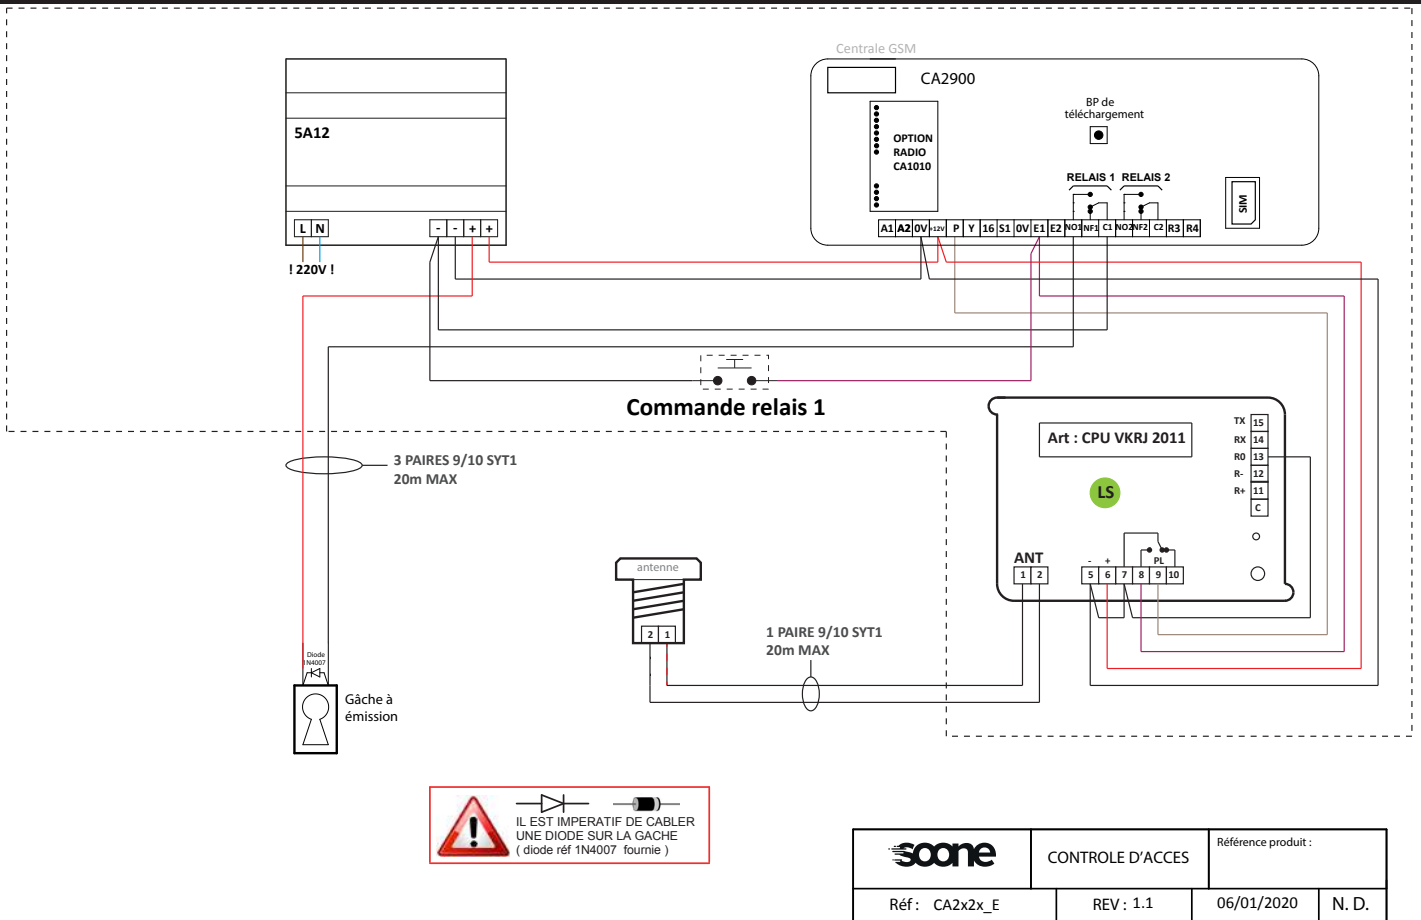 Centrale GSM
CA2900
BP de
téléchargement
5A12
OPTION
RADIO
CA1010
RELAIS 1 RELAIS 2
SIM
L N
- - + +
A1 A2 0V +12V P Y 16 S1 0V E1 E2 NO1 NF1 C1 NO2 NF2 C2 R3 R4
! 220V !
Commande relais 1
Art : CPU VKRJ 2011
TX 15
RX 14
R0 13
R- 12
R+ 11
C
LS
3 PAIRES 9/10 SYT1
20m MAX
ANT
1 2
- +
PL
5 6 7 8 9 10
antenne
2 1
1 PAIRE 9/10 SYT1
20m MAX
Diode
1N4007
Gâche à
émission
IL EST IMPERATIF DE CABLER
UNE DIODE SUR LA GACHE
( diode réf 1N4007 fournie )
soone
CONTROLE D'ACCES
Référence produit :
Réf : CA2x2x_E
REV : 1.1
06/01/2020
N. D.